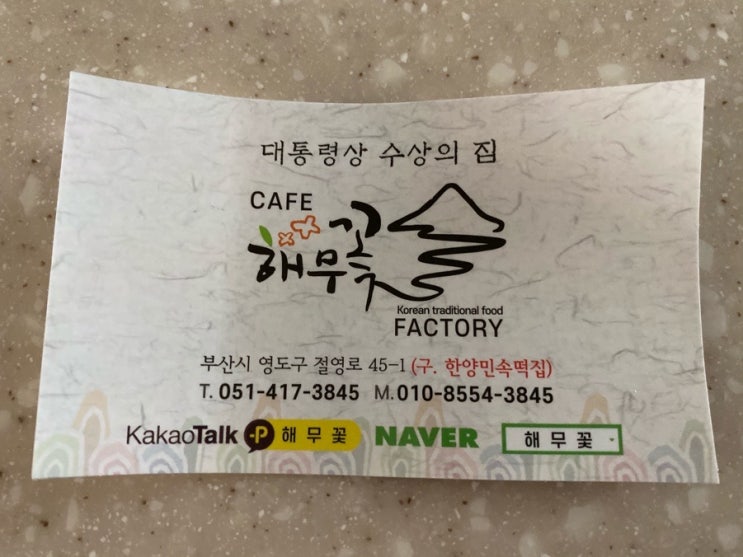 대통령상 수상의 집
CAFE
해무꽃
Korean traditional food
FACTORY
부산시 영도구 절영로 45-1 (구. 한양민속떡집)
T. 051-417-3845 M.010-8554-3845
KakaoTalk P 해무꽃 NAVER 해무꽃